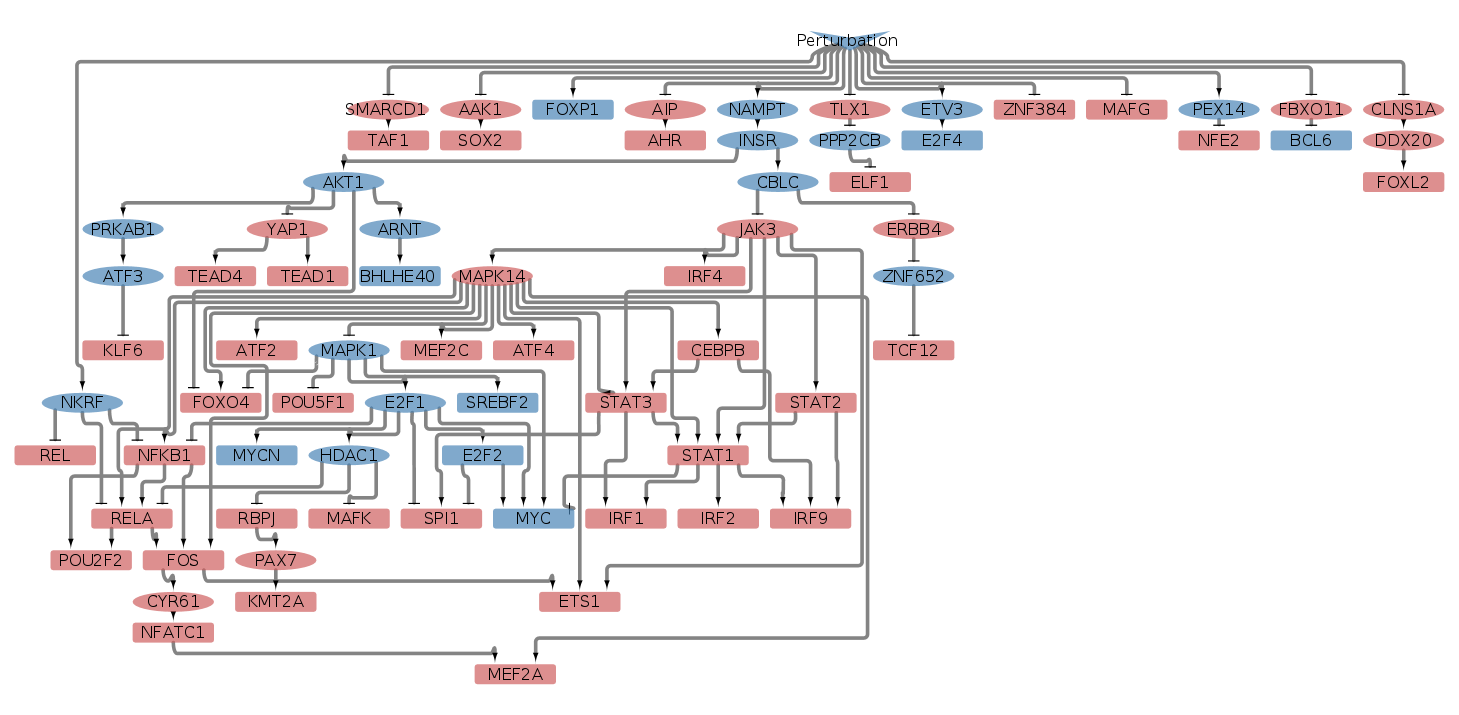 Perturbation
SMARCD1 AAK1 FOXP1 AIP NAMPT TLX1 ETV3 ZNF384 MAFG PEX14 FBXO11 CLNS1A
TAF1 SOX2 AHR INSR PPP2CB E2F4 NFE2 BCL6 DDX20
AKT1 CBLC ELF1 FOXL2
PRKAB1 YAP1 ARNT JAK3 ERBB4
ATF3 TEAD4 TEAD1 BHLHE40 MAPK14 IRF4 ZNF652
KLF6 ATF2 MAPK1 MEF2C ATF4 CEBPB TCF12
NKRF FOXO4 POU5F1 E2F1 SREBF2 STAT3 STAT2
REL NFKB1 MYCN HDAC1 E2F2 STAT1
RELA RBPJ MAFK SPI1 MYC IRF1 IRF2 IRF9
POU2F2 FOS PAX7
CYR61 KMT2A ETS1
NFATC1
MEF2A